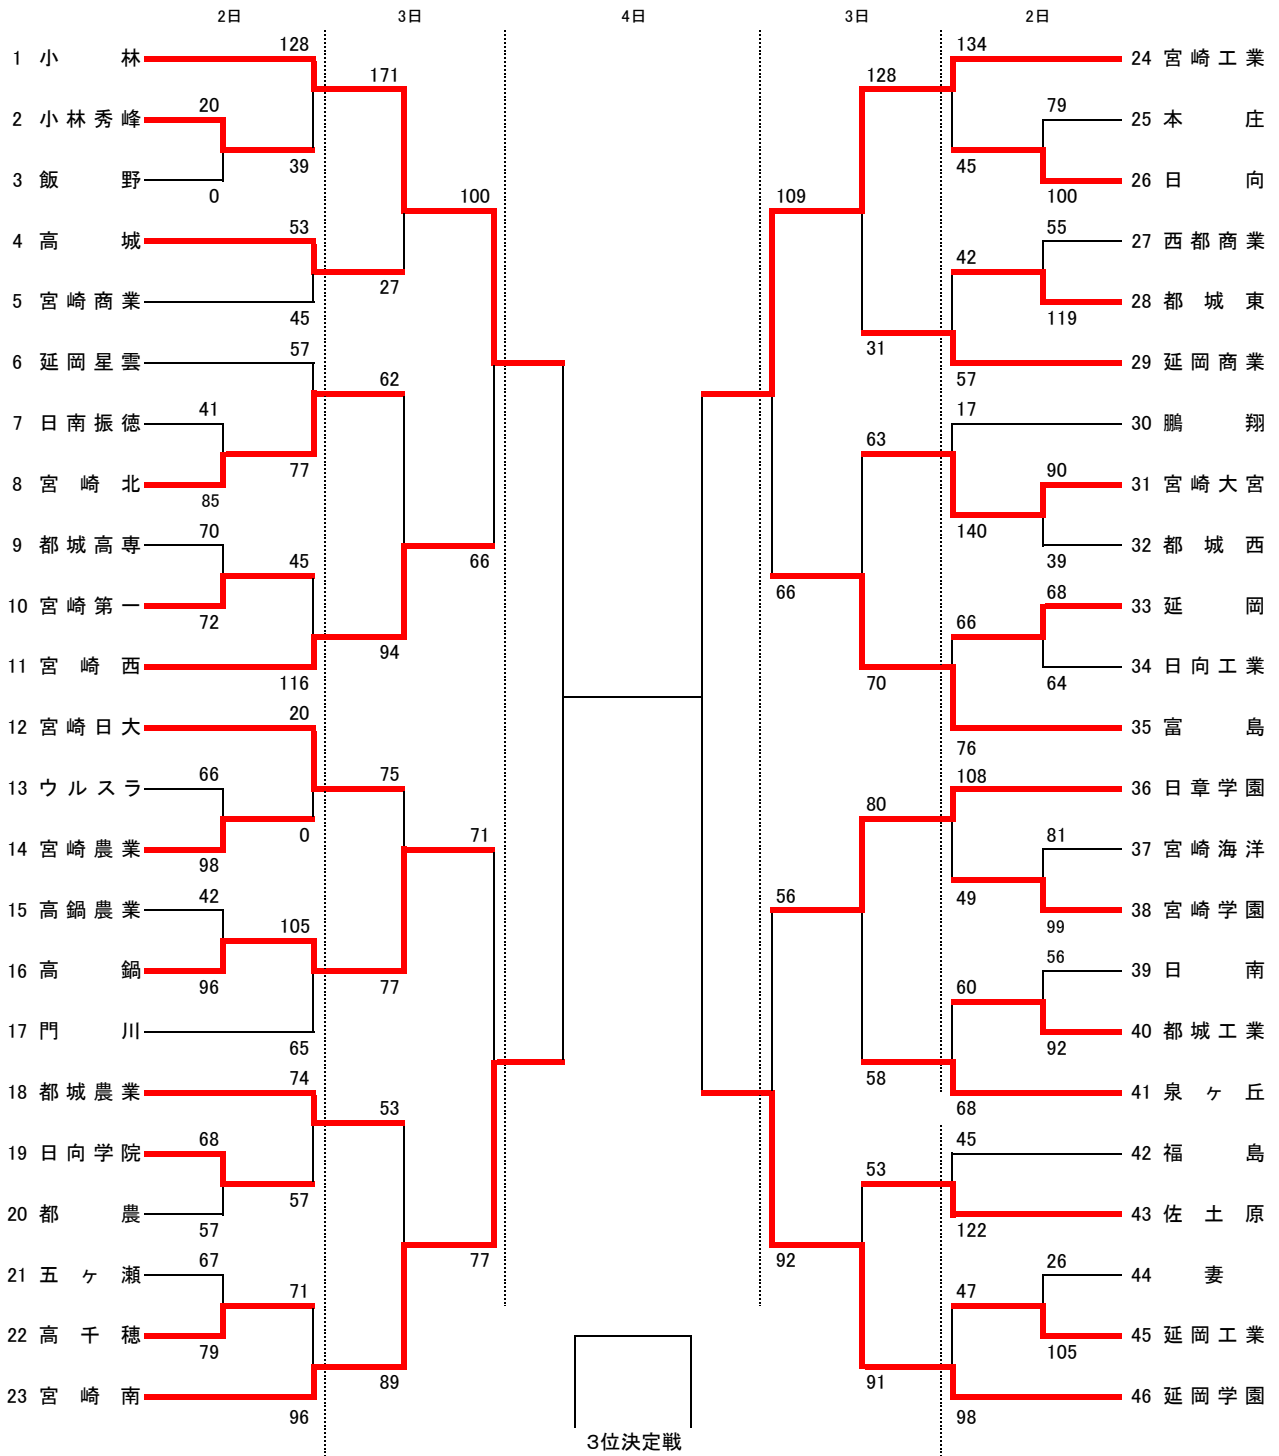 2日 3日 4日 3日 2日
128 134
1 小林 24 宮崎工業
171 128
20 79
2 小林秀峰 25 本庄
39 45
3 飯野 26 日向
0 100 109 100
53 55
4 高城 27 西都商業
42
27
5 宮崎商業 28 都城東
45 119
57 31
6 延岡星雲 29 延岡商業
62 57
41 17
7 日南振徳 30 鵬翔
63
77 90
8 宮崎北 31 宮崎大宮
85
70 140
9 都城高専 32 都城西
45 66 39
66 68
10 宮崎第一 33 延岡
72 66
94
11 宮崎西 34 日向工業
116 70 64
20
12 宮崎日大 35 富島
76
66 75 80 108
13 ウルスラ 36 日章学園
0 71 81
14 宮崎農業 37 宮崎海洋
98
42 56 49
15 高鍋農業 38 宮崎学園
105 99
56
16 高鍋 39 日南
96 77 60
17 門川 40 都城工業
65 92
74 58
18 都城農業 41 泉ヶ丘
53 68
68 53 45
19 日向学院 42 福島
57
20 都農 43 佐土原
57 122
67 77 92 26
21 五ヶ瀬 44 妻
71 47
22 高千穂 45 延岡工業
79 105
89 91
23 宮崎南 46 延岡学園
96 98
3位決定戦